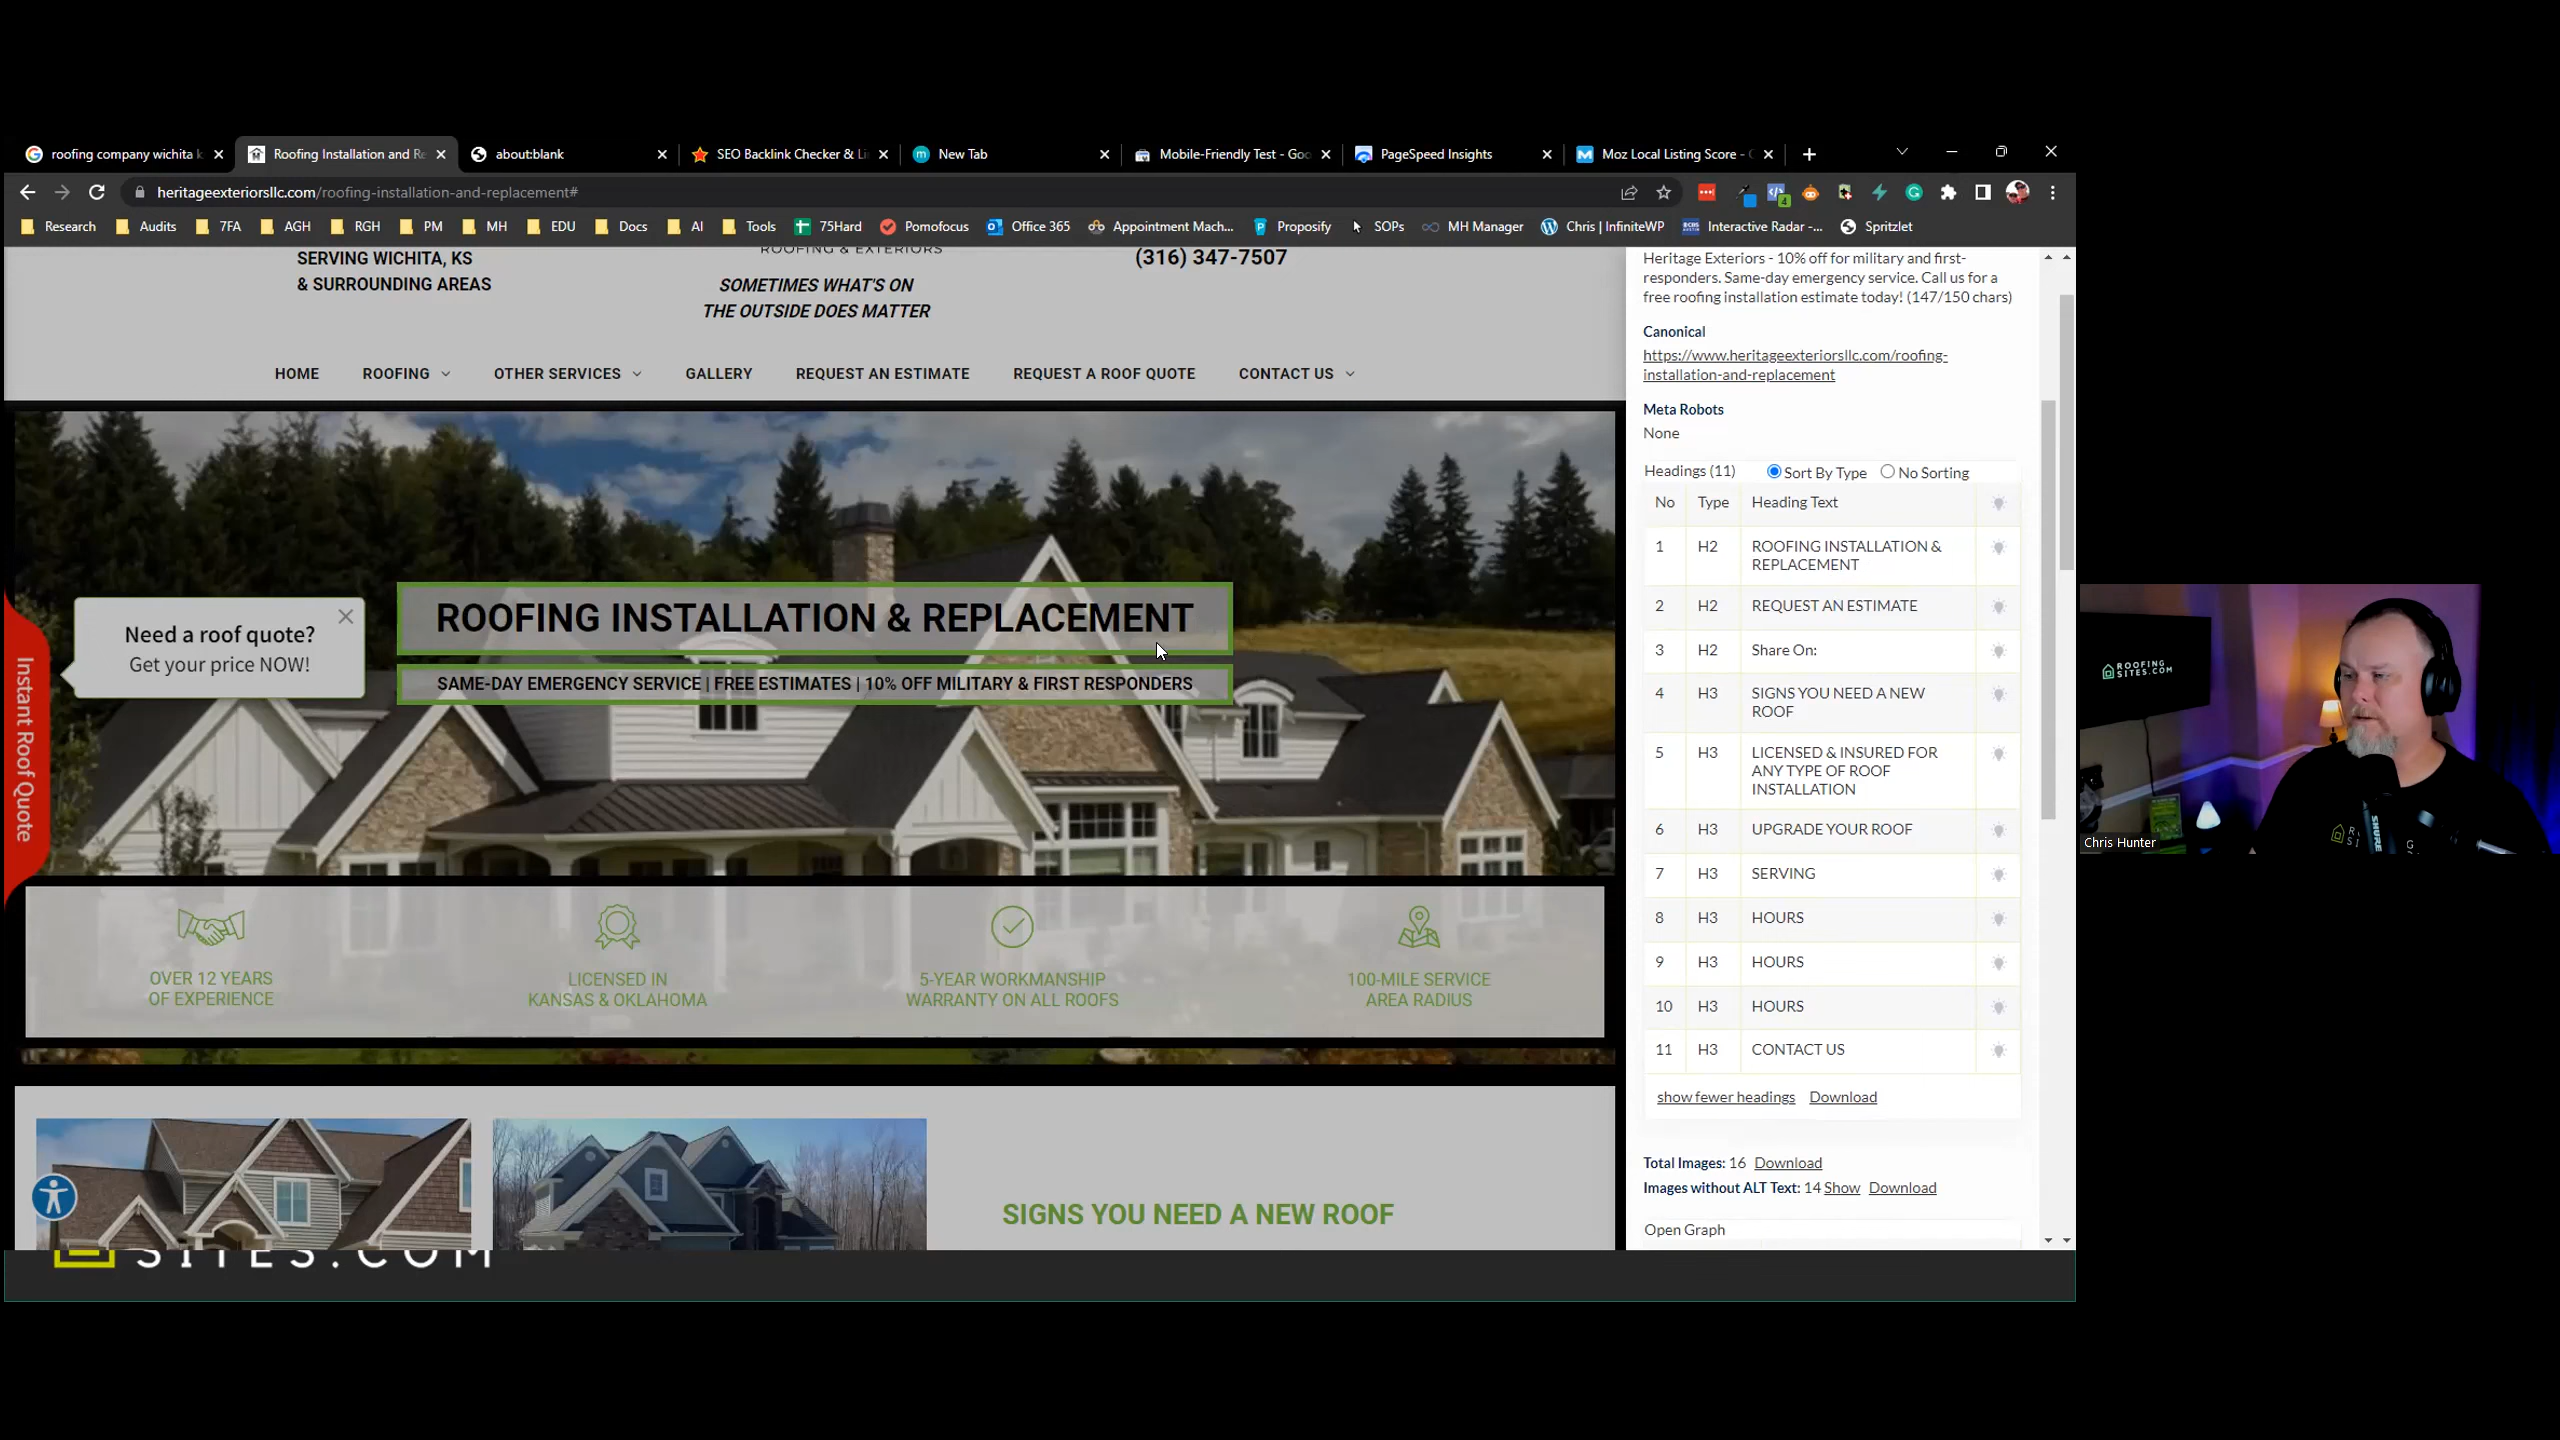 roofing company wichita k
Roofing Installation and Re
about:blank
SEO Backlink Checker & Li
New Tab
Mobile-Friendly Test - Goo
PageSpeed Insights
Moz Local Listing Score -
heritageexteriorsllc.com/roofing-installation-and-replacement#
Research
Audits
7FA
AGH
RGH
PM
MH
EDU
Docs
AI
Tools
75Hard
Pomofocus
Office 365
Appointment Mach...
Proposify
SOPs
MH Manager
Chris | InfiniteWP
Interactive Radar -...
Spritzlet
SERVING WICHITA, KS
& SURROUNDING AREAS
ROOFING & EXTERIORS
SOMETIMES WHAT'S ON
THE OUTSIDE DOES MATTER
(316) 347-7507
HOME
ROOFING
OTHER SERVICES
GALLERY
REQUEST AN ESTIMATE
REQUEST A ROOF QUOTE
CONTACT US
Need a roof quote?
Get your price NOW!
Instant Roof Quote
ROOFING INSTALLATION & REPLACEMENT
SAME-DAY EMERGENCY SERVICE | FREE ESTIMATES | 10% OFF MILITARY & FIRST RESPONDERS
OVER 12 YEARS
OF EXPERIENCE
LICENSED IN
KANSAS & OKLAHOMA
5-YEAR WORKMANSHIP
WARRANTY ON ALL ROOFS
100-MILE SERVICE
AREA RADIUS
SIGNS YOU NEED A NEW ROOF
SITES.COM
Heritage Exteriors - 10% off for military and first-
responders. Same-day emergency service. Call us for a
free roofing installation estimate today! (147/150 chars)
Canonical
https://www.heritageexteriorsllc.com/roofing-
installation-and-replacement
Meta Robots
None
Headings (11) Sort By Type No Sorting
No Type Heading Text
1 H2 ROOFING INSTALLATION &
REPLACEMENT
2 H2 REQUEST AN ESTIMATE
3 H2 Share On:
4 H3 SIGNS YOU NEED A NEW
ROOF
5 H3 LICENSED & INSURED FOR
ANY TYPE OF ROOF
INSTALLATION
6 H3 UPGRADE YOUR ROOF
7 H3 SERVING
8 H3 HOURS
9 H3 HOURS
10 H3 HOURS
11 H3 CONTACT US
show fewer headings Download
Total Images: 16 Download
Images without ALT Text: 14 Show Download
Open Graph
ROOFING
SITES.COM
SHURE
Chris Hunter